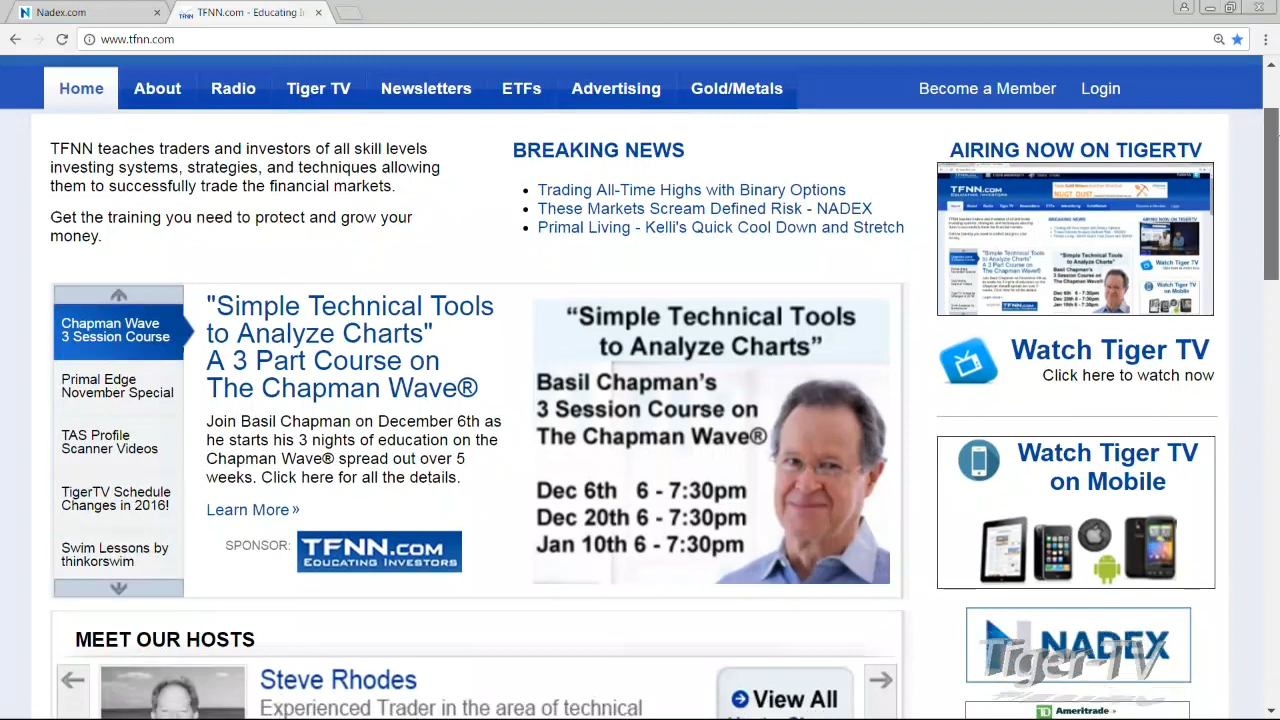 Nadex.com
TFNN.com - Educating I
www.tfnn.com
Home About Radio Tiger TV Newsletters ETFs Advertising Gold/Metals Become a Member Login
TFNN teaches traders and investors of all skill levels
investing systems, strategies, and techniques allowing
them to successfully trade the financial markets.
Get the training you need to protect and grow your
money.
BREAKING NEWS
Trading All-Time Highs with Binary Options
These Markets Scream Defined Risk - NADEX
Primal Living - Kelli's Quick Cool Down and Stretch
AIRING NOW ON TIGERTV
Chapman Wave
3 Session Course
Primal Edge
November Special
TAS Profile
Scanner Videos
TigerTV Schedule
Changes in 2016!
Swim Lessons by
thinkorswim
"Simple Technical Tools
to Analyze Charts"
A 3 Part Course on
The Chapman Wave®
Join Basil Chapman on December 6th as
he starts his 3 nights of education on the
Chapman Wave® spread out over 5
weeks. Click here for all the details.
Learn More »
SPONSOR:
TFNN.COM
EDUCATING INVESTORS
“Simple Technical Tools
to Analyze Charts”
Basil Chapman's
3 Session Course on
The Chapman Wave®
Dec 6th 6 - 7:30pm
Dec 20th 6 - 7:30pm
Jan 10th 6 - 7:30pm
Watch Tiger TV
Click here to watch now
Watch Tiger TV
on Mobile
NADEX
Tiger-TV
Ameritrade
MEET OUR HOSTS
Steve Rhodes
Experienced Trader in the area of technical
View All